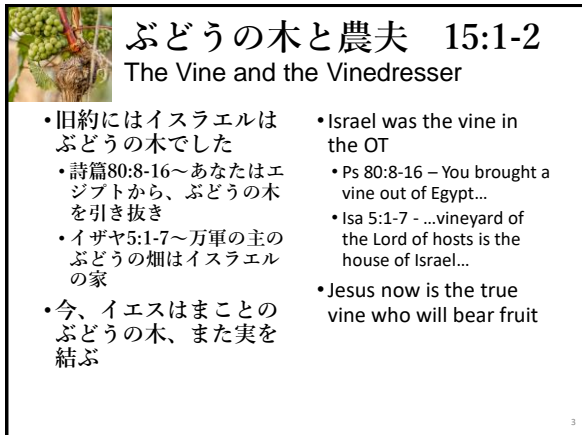 ぶどうの木と農夫　15:1-2
The Vine and the Vinedresser
•旧約にはイスラエルは
ぶどうの木でした
•詩篇80:8-16～あなたはエ
ジプトから、ぶどうの木
を引き抜き
•イザヤ5:1-7～万軍の主の
ぶどうの畑はイスラエル
の家
•今、イエスはまことの
ぶどうの木、また実を
結ぶ
•Israel was the vine in
the OT
•Ps 80:8-16 – You brought a
vine out of Egypt…
•Isa 5:1-7 - …vineyard of
the Lord of hosts is the
house of Israel…
•Jesus now is the true
vine who will bear fruit
3